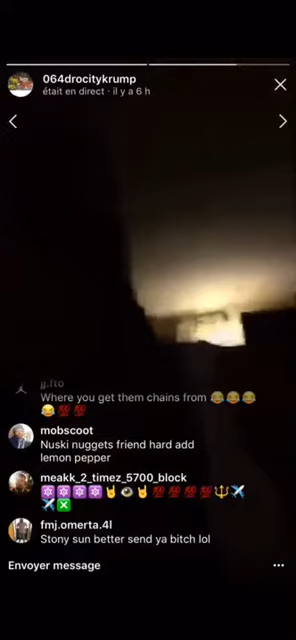 064drocitykrump
était en direct · il y a 6 h
jj.fto
Where you get them chains from 😂😂😂
😂💯💯
mobscoot
Nuski nuggets friend hard add
lemon pepper
meakk_2_timez_5700_block
🔯🔯🔯🔯🤘👁🤘💯💯💯💯🔱✈️
✈️❎
fmj.omerta.4l
Stony sun better send ya bitch lol
Envoyer message